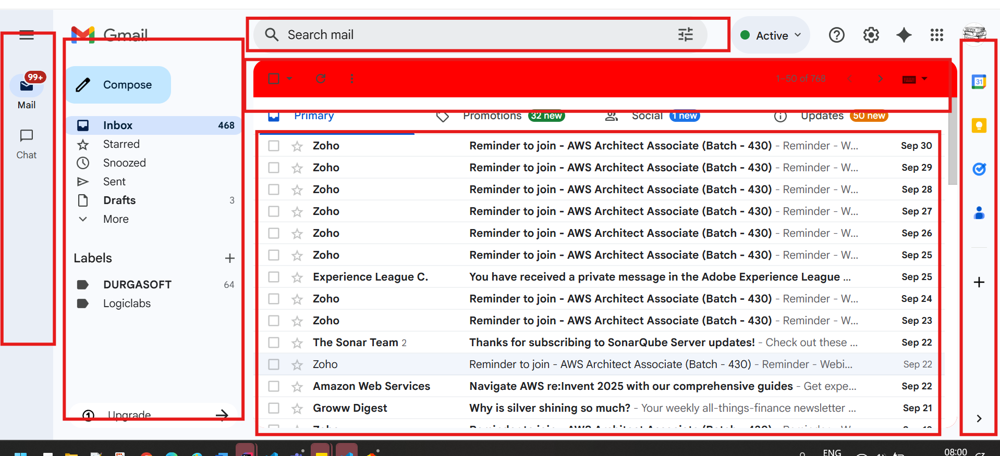 Gmail
Search mail
Active
99+
Mail
Chat
Compose
Inbox 468
Starred
Snoozed
Sent
Drafts 3
More
Labels
DURGASOFT 64
Logiclabs
Upgrade
1–50 of 768
Primary
Promotions 32 new
Social 1 new
Updates 50 new
Zoho Reminder to join - AWS Architect Associate (Batch - 430) - Reminder - W... Sep 30
Zoho Reminder to join - AWS Architect Associate (Batch - 430) - Reminder - W... Sep 29
Zoho Reminder to join - AWS Architect Associate (Batch - 430) - Reminder - W... Sep 28
Zoho Reminder to join - AWS Architect Associate (Batch - 430) - Reminder - W... Sep 27
Zoho Reminder to join - AWS Architect Associate (Batch - 430) - Reminder - W... Sep 26
Zoho Reminder to join - AWS Architect Associate (Batch - 430) - Reminder - W... Sep 25
Experience League C. You have received a private message in the Adobe Experience League ... Sep 25
Zoho Reminder to join - AWS Architect Associate (Batch - 430) - Reminder - W... Sep 24
Zoho Reminder to join - AWS Architect Associate (Batch - 430) - Reminder - W... Sep 23
The Sonar Team 2 Thanks for subscribing to SonarQube Server updates! - Check out these ... Sep 22
Zoho Reminder to join - AWS Architect Associate (Batch - 430) - Reminder - Webi... Sep 22
Amazon Web Services Navigate AWS re:Invent 2025 with our comprehensive guides - Get expe... Sep 22
Groww Digest Why is silver shining so much? - Your weekly all-things-finance newsletter ... Sep 21
31
ENG
08:00